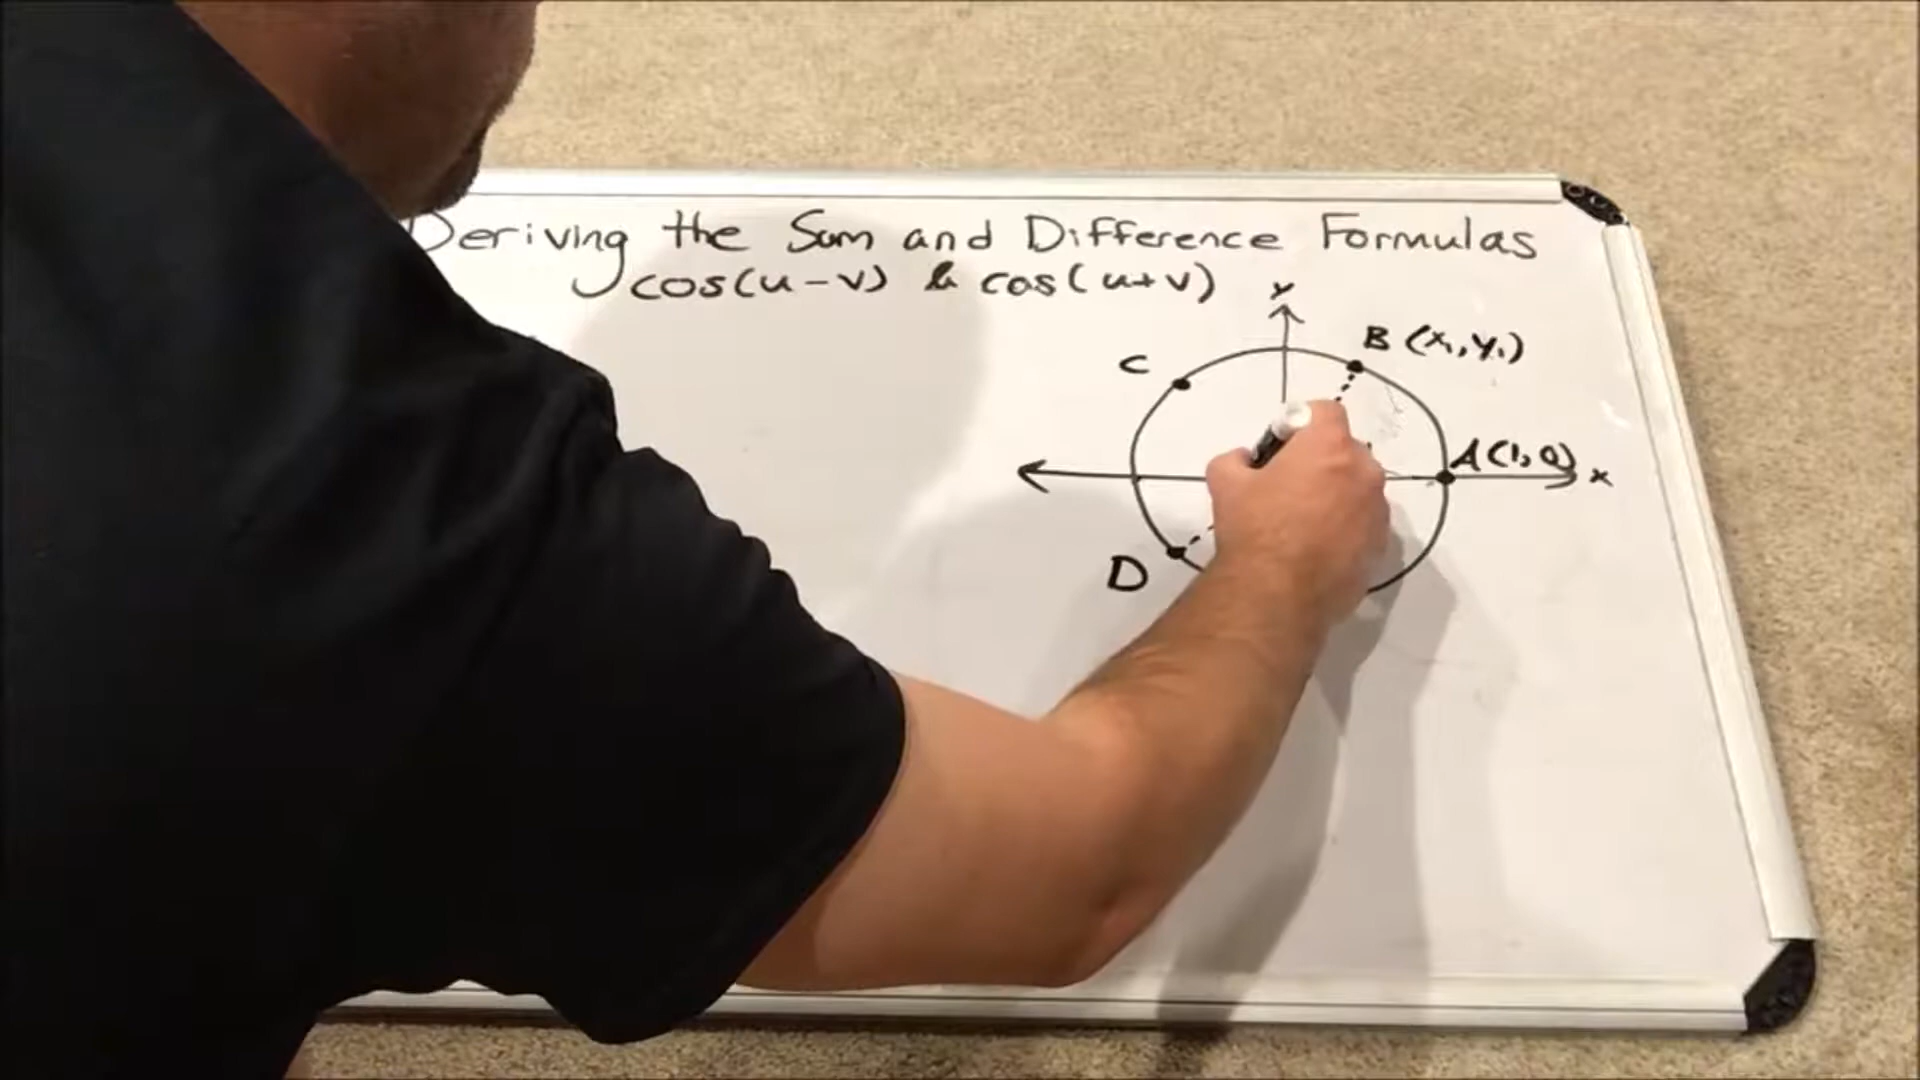 Deriving the Sum and Difference Formulas
cos(u-v) & cos(u+v)
y
B (x₁, y₁)
C
A(1,0)
x
D